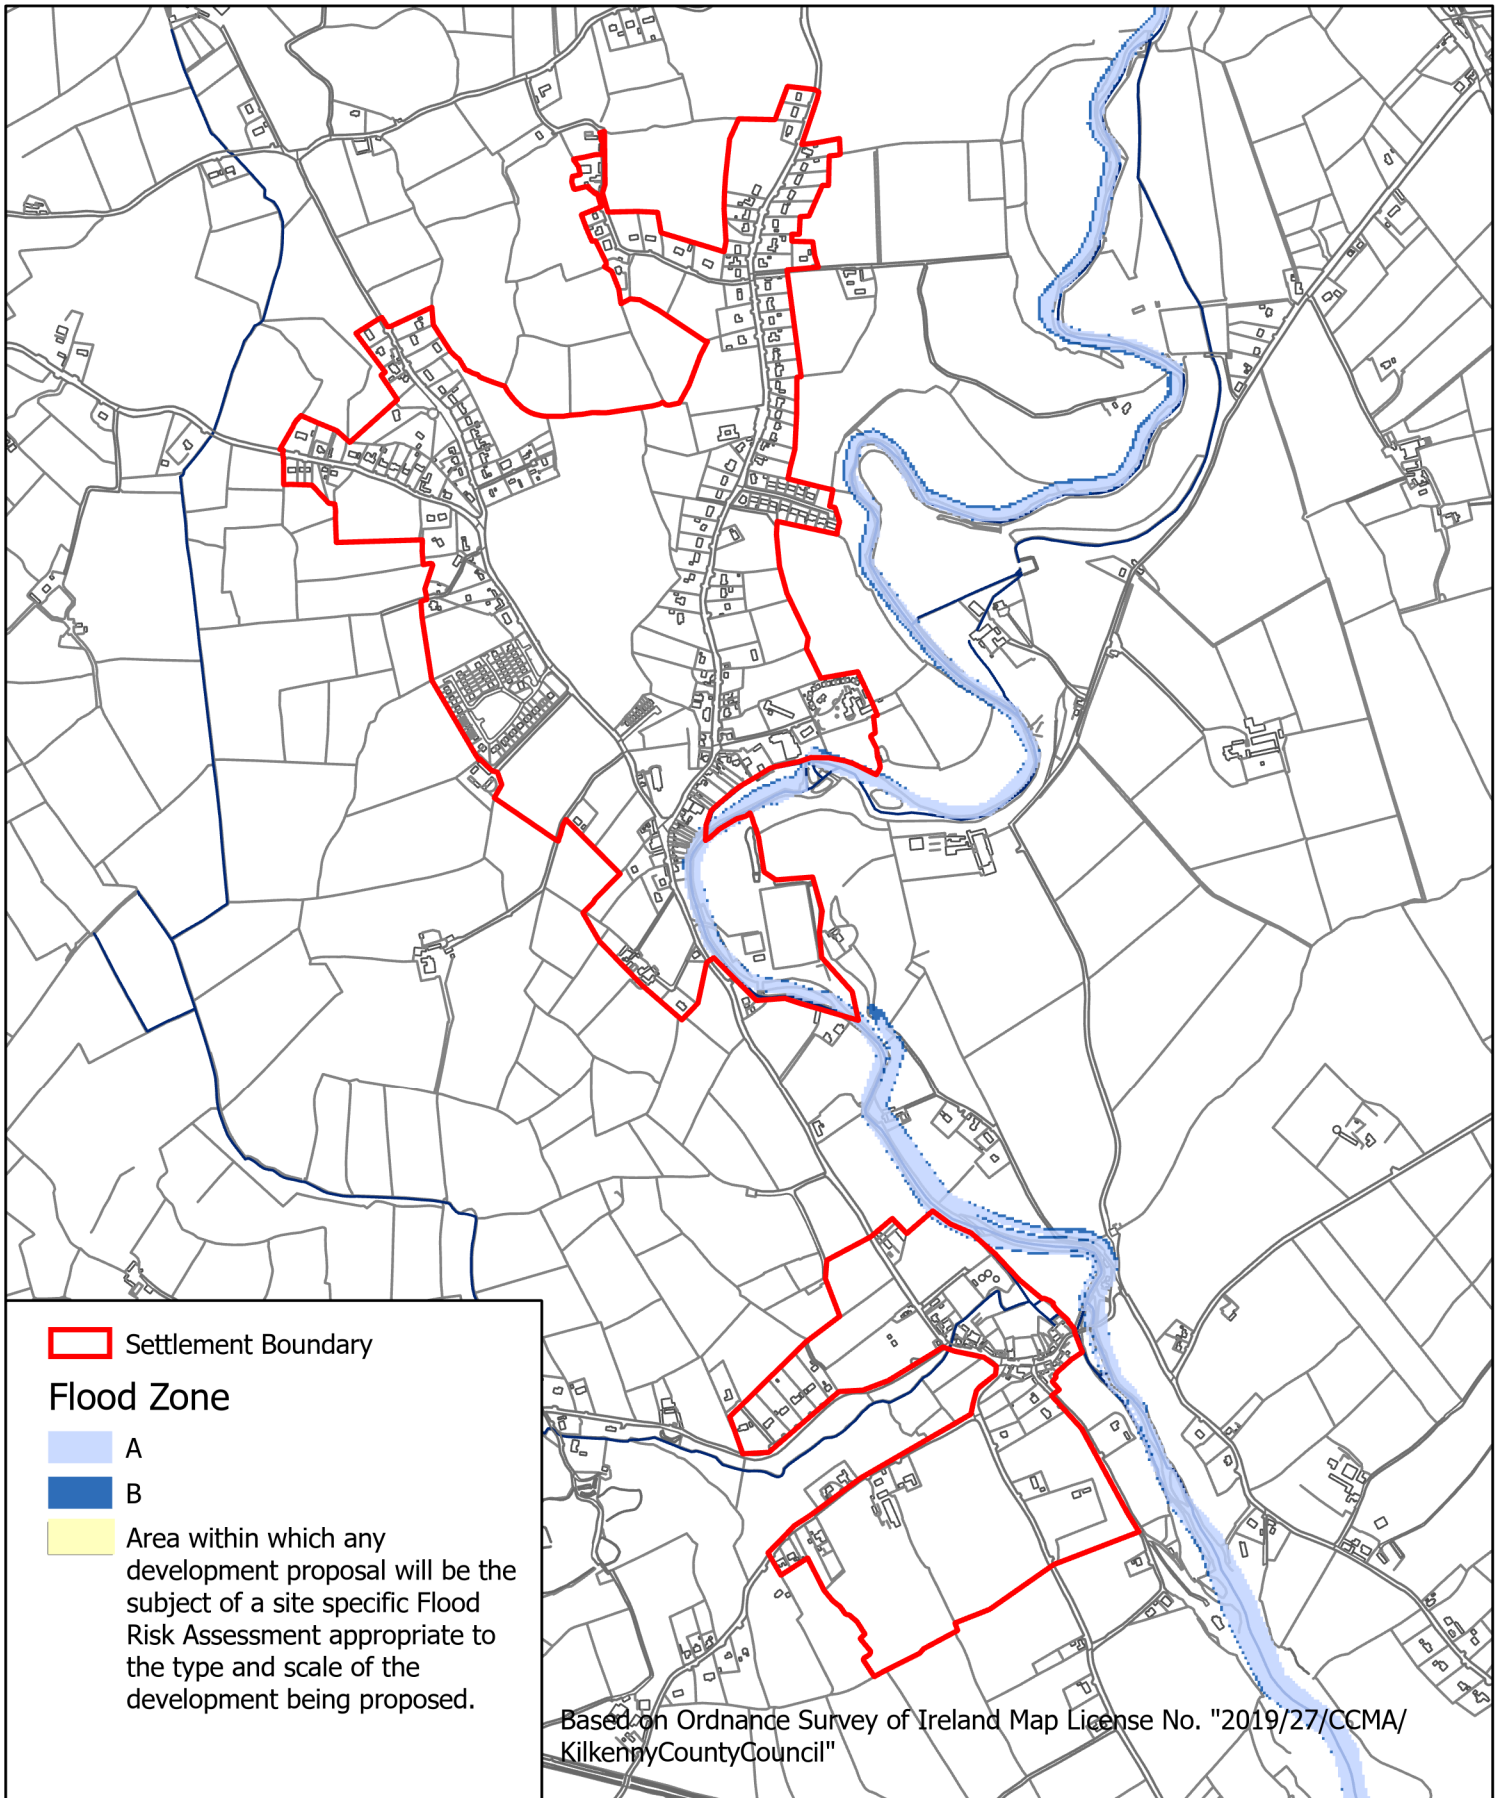 Settlement Boundary
Flood Zone
A
B
Area within which any
development proposal will be the
subject of a site specific Flood
Risk Assessment appropriate to
the type and scale of the
development being proposed.
Based on Ordnance Survey of Ireland Map License No. "2019/27/CCMA/
KilkennyCountyCouncil"